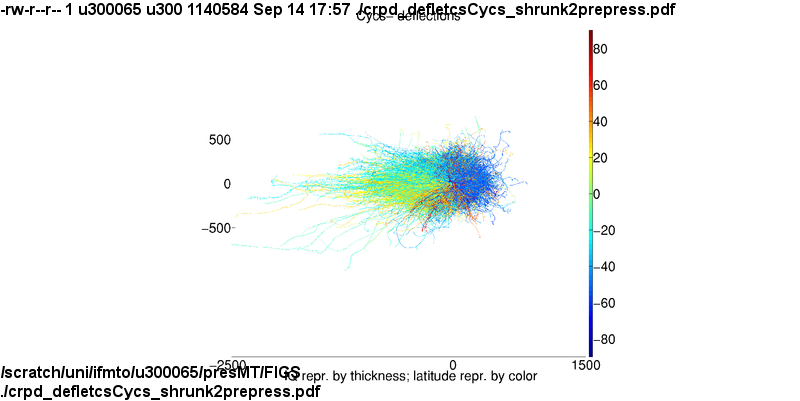 -rw-r--r-- 1 u300065 u300 1140584 Sep 14 17:57 ./crpd_defletcsCycs_shrunk2prepress.pdf
Cycs- deflections
80
60
40
20
0
−20
−40
−60
−80
500
0
−500
−2500 0 1500
IQ repr. by thickness; latitude repr. by color
/scratch/uni/ifmto/u300065/presMT/FIGS
./crpd_defletcsCycs_shrunk2prepress.pdf